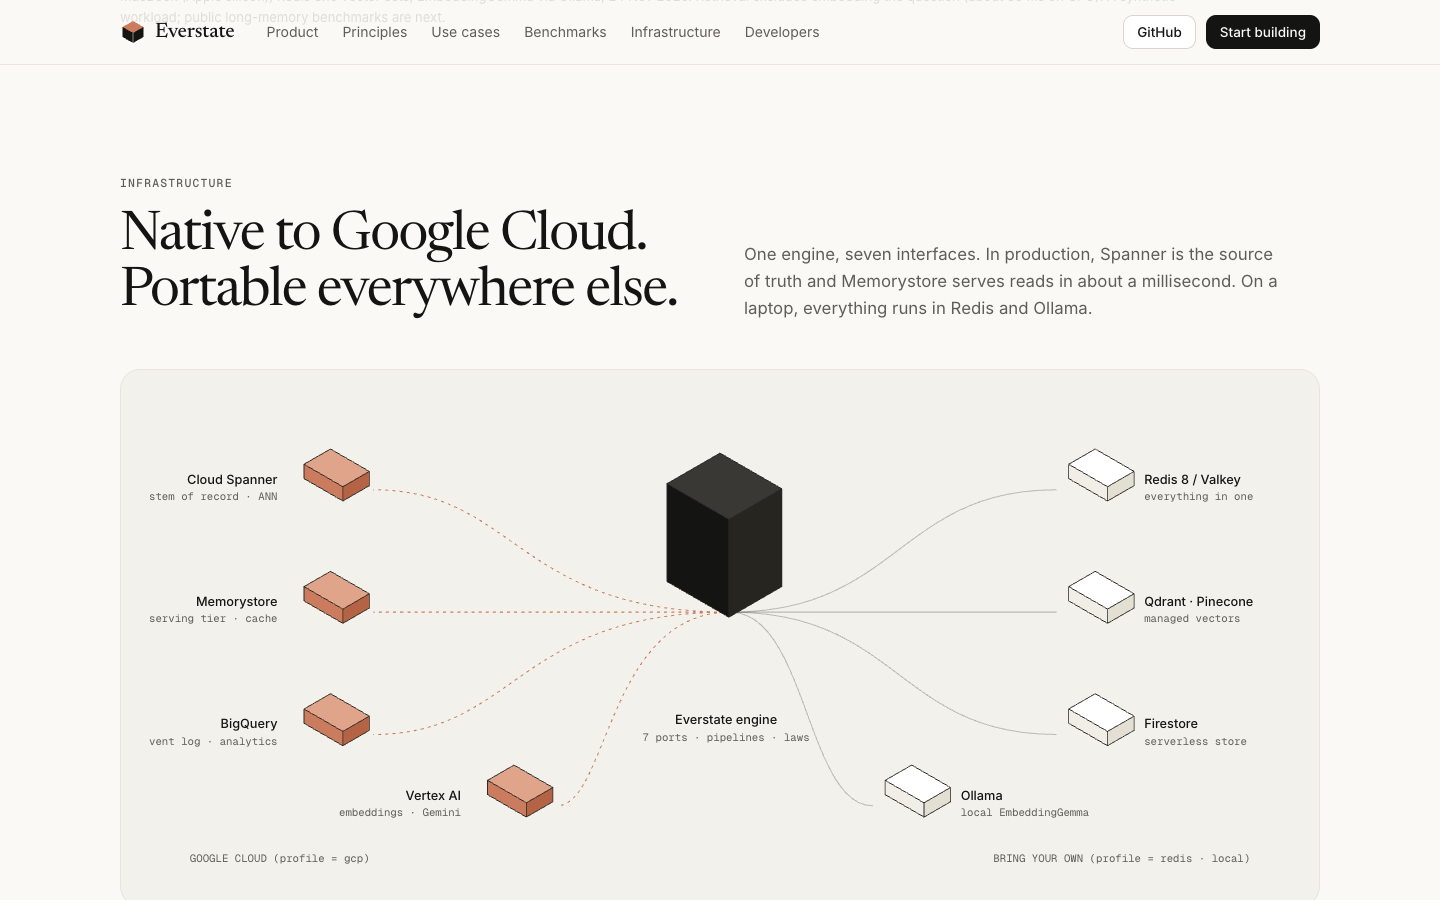 workload; public long-memory benchmarks are next.
Everstate
Product
Principles
Use cases
Benchmarks
Infrastructure
Developers
GitHub
Start building
INFRASTRUCTURE
Native to Google Cloud.
Portable everywhere else.
One engine, seven interfaces. In production, Spanner is the source
of truth and Memorystore serves reads in about a millisecond. On a
laptop, everything runs in Redis and Ollama.
Cloud Spanner
stem of record · ANN
Redis 8 / Valkey
everything in one
Memorystore
serving tier · cache
Qdrant · Pinecone
managed vectors
BigQuery
vent log · analytics
Everstate engine
7 ports · pipelines · laws
Firestore
serverless store
Vertex AI
embeddings · Gemini
Ollama
local EmbeddingGemma
GOOGLE CLOUD (profile = gcp)
BRING YOUR OWN (profile = redis · local)